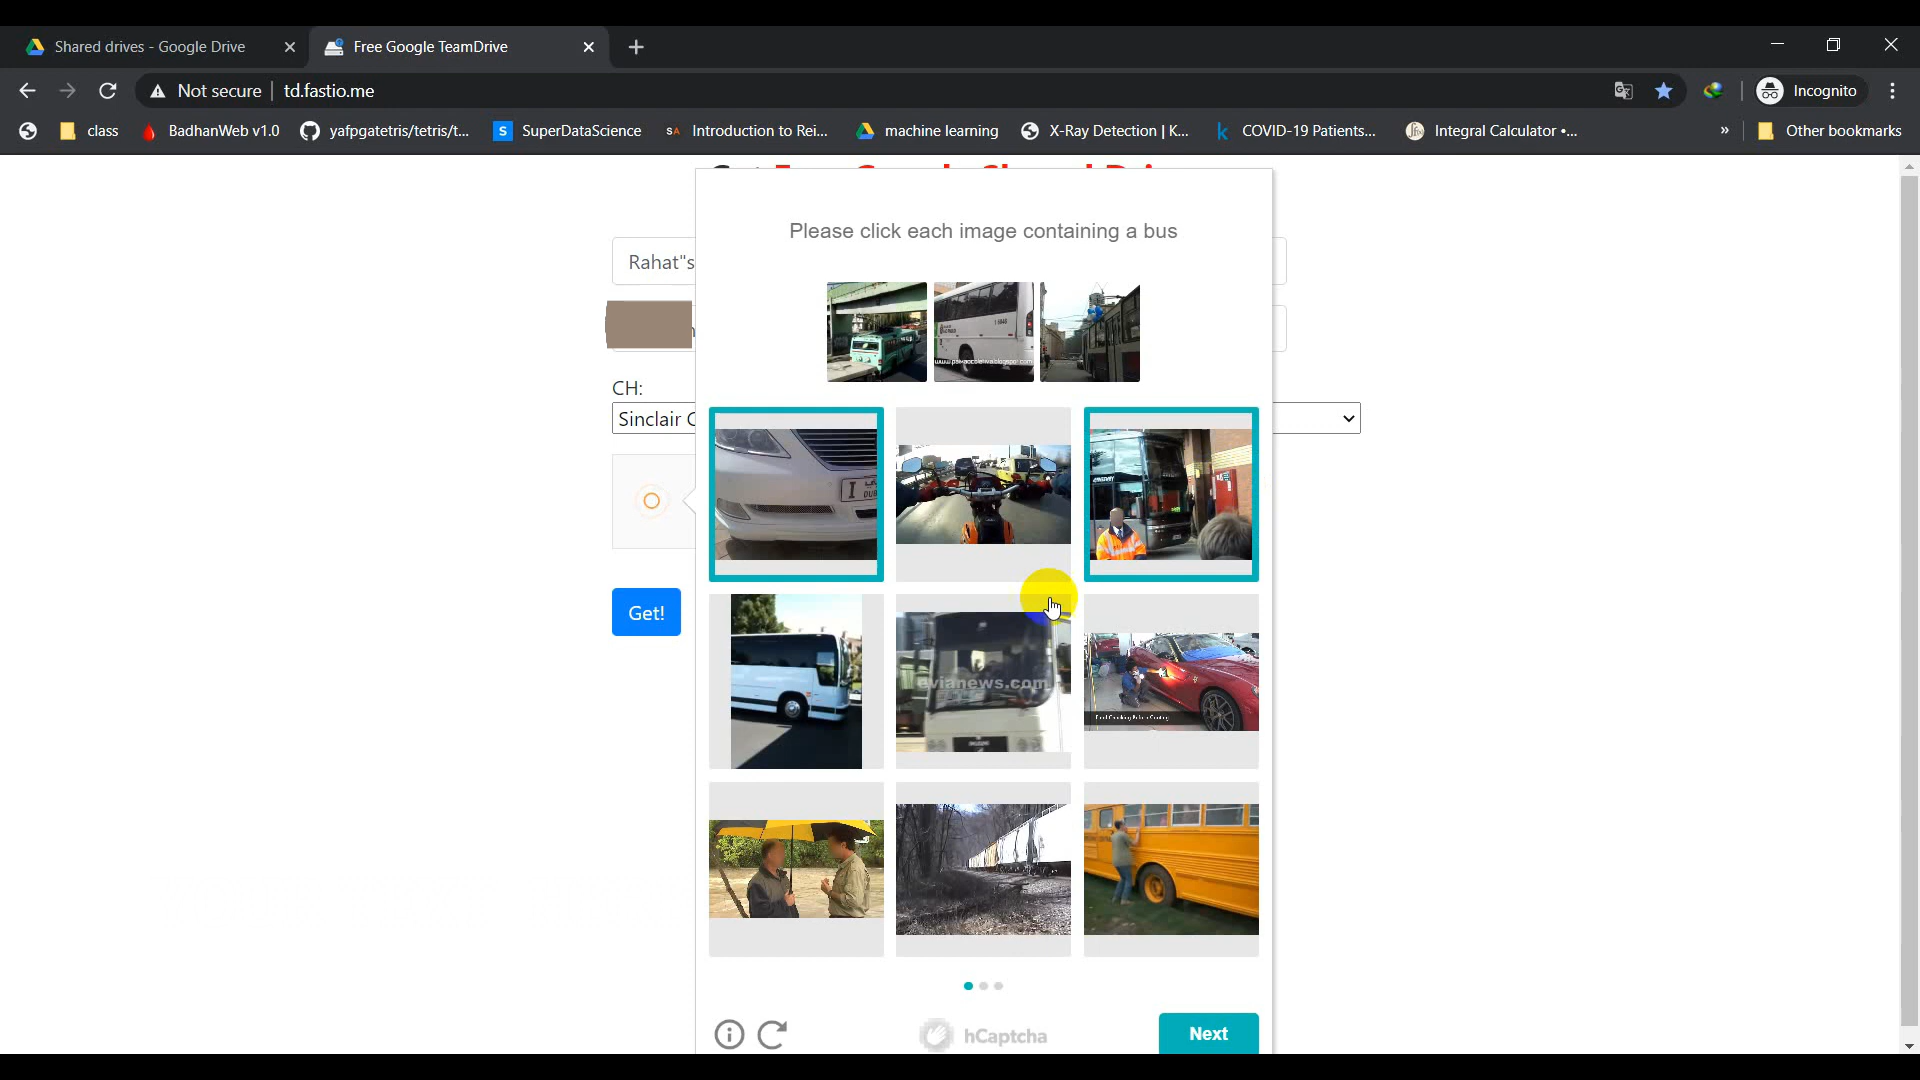 Shared drives - Google Drive
Free Google TeamDrive
Not secure
td.fastio.me
Incognito
class
BadhanWeb v1.0
yafpgatetris/tetris/t...
SuperDataScience
SA
Introduction to Rei...
machine learning
X-Ray Detection | K...
COVID-19 Patients...
Integral Calculator •...
»
Other bookmarks
Please click each image containing a bus
Rahat"s
CH:
Sinclair C
Get!
evianews.com
Next
hCaptcha